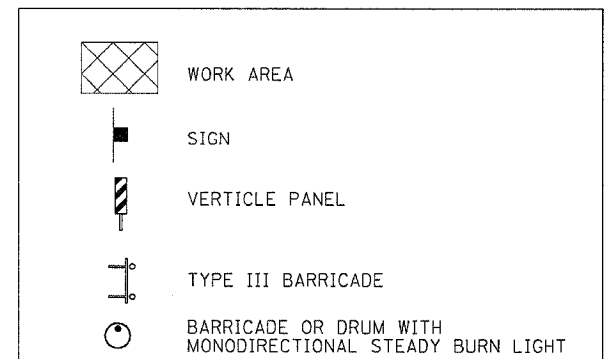 WORK AREA
SIGN
VERTICLE PANEL
TYPE III BARRICADE
BARRICADE OR DRUM WITH
MONODIRECTIONAL STEADY BURN LIGHT